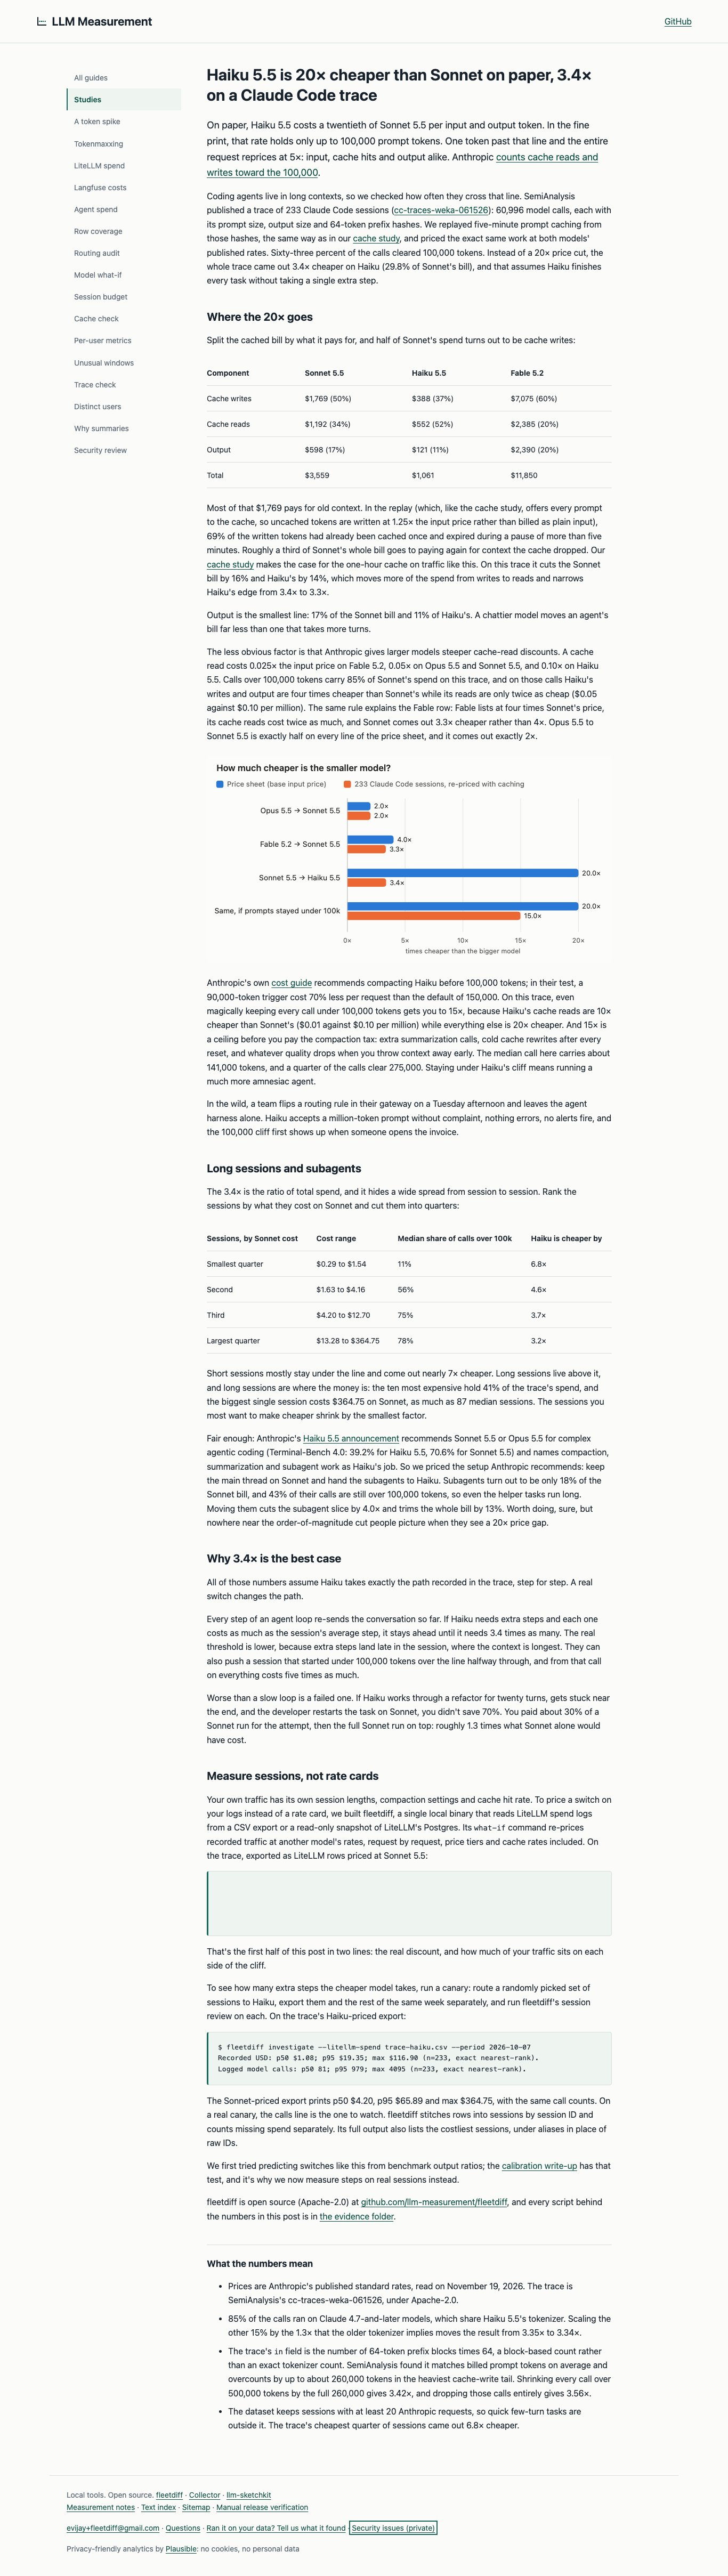 LLM Measurement
GitHub
All guides
Studies
A token spike
Tokenmaxxing
LiteLLM spend
Langfuse costs
Agent spend
Row coverage
Routing audit
Model what-if
Session budget
Cache check
Per-user metrics
Unusual windows
Trace check
Distinct users
Why summaries
Security review
Haiku 5.5 is 20× cheaper than Sonnet on paper, 3.4×
on a Claude Code trace
On paper, Haiku 5.5 costs a twentieth of Sonnet 5.5 per input and output token. In the fine
print, that rate holds only up to 100,000 prompt tokens. One token past that line and the entire
request reprices at 5×: input, cache hits and output alike. Anthropic counts cache reads and
writes toward the 100,000.
Coding agents live in long contexts, so we checked how often they cross that line. SemiAnalysis
published a trace of 233 Claude Code sessions (cc-traces-weka-061526): 60,996 model calls, each with
its prompt size, output size and 64-token prefix hashes. We replayed five-minute prompt caching from
those hashes, the same way as in our cache study, and priced the exact same work at both models'
published rates. Sixty-three percent of the calls cleared 100,000 tokens. Instead of a 20× price cut, the
whole trace came out 3.4× cheaper on Haiku (29.8% of Sonnet's bill), and that assumes Haiku finishes
every task without taking a single extra step.
Where the 20× goes
Split the cached bill by what it pays for, and half of Sonnet's spend turns out to be cache writes:
Component Sonnet 5.5 Haiku 5.5 Fable 5.2
Cache writes $1,769 (50%) $388 (37%) $7,075 (60%)
Cache reads $1,192 (34%) $552 (52%) $2,385 (20%)
Output $598 (17%) $121 (11%) $2,390 (20%)
Total $3,559 $1,061 $11,850
Most of that $1,769 pays for old context. In the replay (which, like the cache study, offers every prompt
to the cache, so uncached tokens are written at 1.25× the input price rather than billed as plain input),
69% of the written tokens had already been cached once and expired during a pause of more than five
minutes. Roughly a third of Sonnet's whole bill goes to paying again for context the cache dropped. Our
cache study makes the case for the one-hour cache on traffic like this. On this trace it cuts the Sonnet
bill by 16% and Haiku's by 14%, which moves more of the spend from writes to reads and narrows
Haiku's edge from 3.4× to 3.3×.
Output is the smallest line: 17% of the Sonnet bill and 11% of Haiku's. A chattier model moves an agent's
bill far less than one that takes more turns.
The less obvious factor is that Anthropic gives larger models steeper cache-read discounts. A cache
read costs 0.025× the input price on Fable 5.2, 0.05× on Opus 5.5 and Sonnet 5.5, and 0.10× on Haiku
5.5. Calls over 100,000 tokens carry 85% of Sonnet's spend on this trace, and on those calls Haiku's
writes and output are four times cheaper than Sonnet's while its reads are only twice as cheap ($0.05
against $0.10 per million). The same rule explains the Fable row: Fable lists at four times Sonnet's price,
its cache reads cost twice as much, and Sonnet comes out 3.3× cheaper rather than 4×. Opus 5.5 to
Sonnet 5.5 is exactly half on every line of the price sheet, and it comes out exactly 2×.
How much cheaper is the smaller model?
Price sheet (base input price) 233 Claude Code sessions, re-priced with caching
Opus 5.5 → Sonnet 5.5 2.0× 2.0×
Fable 5.2 → Sonnet 5.5 4.0× 3.3×
Sonnet 5.5 → Haiku 5.5 20.0× 3.4×
Same, if prompts stayed under 100k 20.0× 15.0×
0× 5× 10× 15× 20×
times cheaper than the bigger model
Anthropic's own cost guide recommends compacting Haiku before 100,000 tokens; in their test, a
90,000-token trigger cost 70% less per request than the default of 150,000. On this trace, even
magically keeping every call under 100,000 tokens gets you to 15×, because Haiku's cache reads are 10×
cheaper than Sonnet's ($0.01 against $0.10 per million) while everything else is 20× cheaper. And 15× is
a ceiling before you pay the compaction tax: extra summarization calls, cold cache rewrites after every
reset, and whatever quality drops when you throw context away early. The median call here carries about
141,000 tokens, and a quarter of the calls clear 275,000. Staying under Haiku's cliff means running a
much more amnesiac agent.
In the wild, a team flips a routing rule in their gateway on a Tuesday afternoon and leaves the agent
harness alone. Haiku accepts a million-token prompt without complaint, nothing errors, no alerts fire, and
the 100,000 cliff first shows up when someone opens the invoice.
Long sessions and subagents
The 3.4× is the ratio of total spend, and it hides a wide spread from session to session. Rank the
sessions by what they cost on Sonnet and cut them into quarters:
Sessions, by Sonnet cost Cost range Median share of calls over 100k Haiku is cheaper by
Smallest quarter $0.29 to $1.54 11% 6.8×
Second $1.63 to $4.16 56% 4.6×
Third $4.20 to $12.70 75% 3.7×
Largest quarter $13.28 to $364.75 78% 3.2×
Short sessions mostly stay under the line and come out nearly 7× cheaper. Long sessions live above it,
and long sessions are where the money is: the ten most expensive hold 41% of the trace's spend, and
the biggest single session costs $364.75 on Sonnet, as much as 87 median sessions. The sessions you
most want to make cheaper shrink by the smallest factor.
Fair enough: Anthropic's Haiku 5.5 announcement recommends Sonnet 5.5 or Opus 5.5 for complex
agentic coding (Terminal-Bench 4.0: 39.2% for Haiku 5.5, 70.6% for Sonnet 5.5) and names compaction,
summarization and subagent work as Haiku's job. So we priced the setup Anthropic recommends: keep
the main thread on Sonnet and hand the subagents to Haiku. Subagents turn out to be only 18% of the
Sonnet bill, and 43% of their calls are still over 100,000 tokens, so even the helper tasks run long.
Moving them cuts the subagent slice by 4.0× and trims the whole bill by 13%. Worth doing, sure, but
nowhere near the order-of-magnitude cut people picture when they see a 20× price gap.
Why 3.4× is the best case
All of those numbers assume Haiku takes exactly the path recorded in the trace, step for step. A real
switch changes the path.
Every step of an agent loop re-sends the conversation so far. If Haiku needs extra steps and each one
costs as much as the session's average step, it stays ahead until it needs 3.4 times as many. The real
threshold is lower, because extra steps land late in the session, where the context is longest. They can
also push a session that started under 100,000 tokens over the line halfway through, and from that call
on everything costs five times as much.
Worse than a slow loop is a failed one. If Haiku works through a refactor for twenty turns, gets stuck near
the end, and the developer restarts the task on Sonnet, you didn't save 70%. You paid about 30% of a
Sonnet run for the attempt, then the full Sonnet run on top: roughly 1.3 times what Sonnet alone would
have cost.
Measure sessions, not rate cards
Your own traffic has its own session lengths, compaction settings and cache hit rate. To price a switch on
your logs instead of a rate card, we built fleetdiff, a single local binary that reads LiteLLM spend logs
from a CSV export or a read-only snapshot of LiteLLM's Postgres. Its what-if command re-prices
recorded traffic at another model's rates, request by request, price tiers and cache rates included. On
the trace, exported as LiteLLM rows priced at Sonnet 5.5:
That's the first half of this post in two lines: the real discount, and how much of your traffic sits on each
side of the cliff.
To see how many extra steps the cheaper model takes, run a canary: route a randomly picked set of
sessions to Haiku, export them and the rest of the same week separately, and run fleetdiff's session
review on each. On the trace's Haiku-priced export:
$ fleetdiff investigate --litellm-spend trace-haiku.csv --period 2026-10-07
Recorded USD: p50 $1.08; p95 $19.35; max $116.90 (n=233, exact nearest-rank).
Logged model calls: p50 81; p95 979; max 4095 (n=233, exact nearest-rank).
The Sonnet-priced export prints p50 $4.20, p95 $65.89 and max $364.75, with the same call counts. On
a real canary, the calls line is the one to watch. fleetdiff stitches rows into sessions by session ID and
counts missing spend separately. Its full output also lists the costliest sessions, under aliases in place of
raw IDs.
We first tried predicting switches like this from benchmark output ratios; the calibration write-up has that
test, and it's why we now measure steps on real sessions instead.
fleetdiff is open source (Apache-2.0) at github.com/llm-measurement/fleetdiff, and every script behind
the numbers in this post is in the evidence folder.
What the numbers mean
• Prices are Anthropic's published standard rates, read on November 19, 2026. The trace is
SemiAnalysis's cc-traces-weka-061526, under Apache-2.0.
• 85% of the calls ran on Claude 4.7-and-later models, which share Haiku 5.5's tokenizer. Scaling the
other 15% by the 1.3× that the older tokenizer implies moves the result from 3.35× to 3.34×.
• The trace's in field is the number of 64-token prefix blocks times 64, a block-based count rather
than an exact tokenizer count. SemiAnalysis found it matches billed prompt tokens on average and
overcounts by up to about 260,000 tokens in the heaviest cache-write tail. Shrinking every call over
500,000 tokens by the full 260,000 gives 3.42×, and dropping those calls entirely gives 3.56×.
• The dataset keeps sessions with at least 20 Anthropic requests, so quick few-turn tasks are
outside it. The trace's cheapest quarter of sessions came out 6.8× cheaper.
Local tools. Open source. fleetdiff · Collector · llm-sketchkit
Measurement notes · Text index · Sitemap · Manual release verification
evijay+fleetdiff@gmail.com · Questions · Ran it on your data? Tell us what it found · Security issues (private)
Privacy-friendly analytics by Plausible: no cookies, no personal data